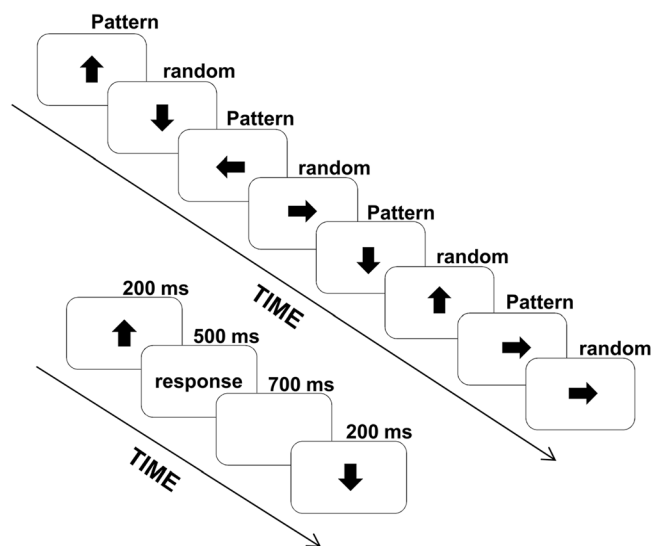 Pattern
random
Pattern
random
Pattern
random
Pattern
random
TIME
200 ms
500 ms
response
700 ms
200 ms
TIME